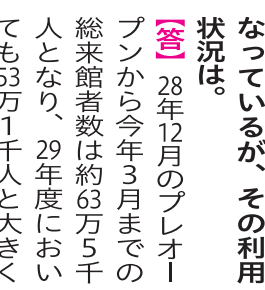 なっているが、その利用
状況は。
【答】 28年12月のプレオー
プンから今年3月までの
総来館者数は約63万5千
人となり、29年度におい
ても53万1千人と大きく